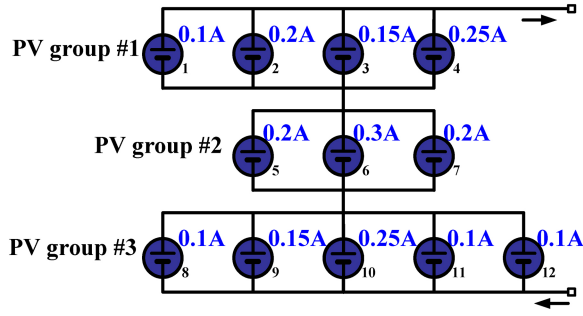 0.1A 0.2A 0.15A 0.25A
PV group #1
1 2 3 4
0.2A 0.3A 0.2A
PV group #2
5 6 7
0.1A 0.15A 0.25A 0.1A 0.1A
PV group #3
8 9 10 11 12